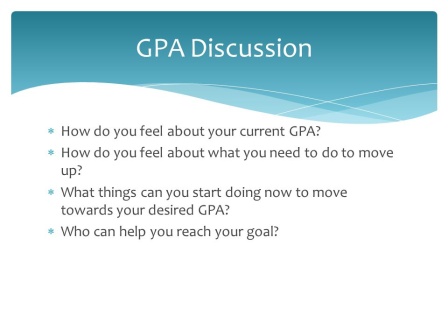 GPA Discussion
How do you feel about your current GPA?
How do you feel about what you need to do to move
up?
What things can you start doing now to move
towards your desired GPA?
Who can help you reach your goal?